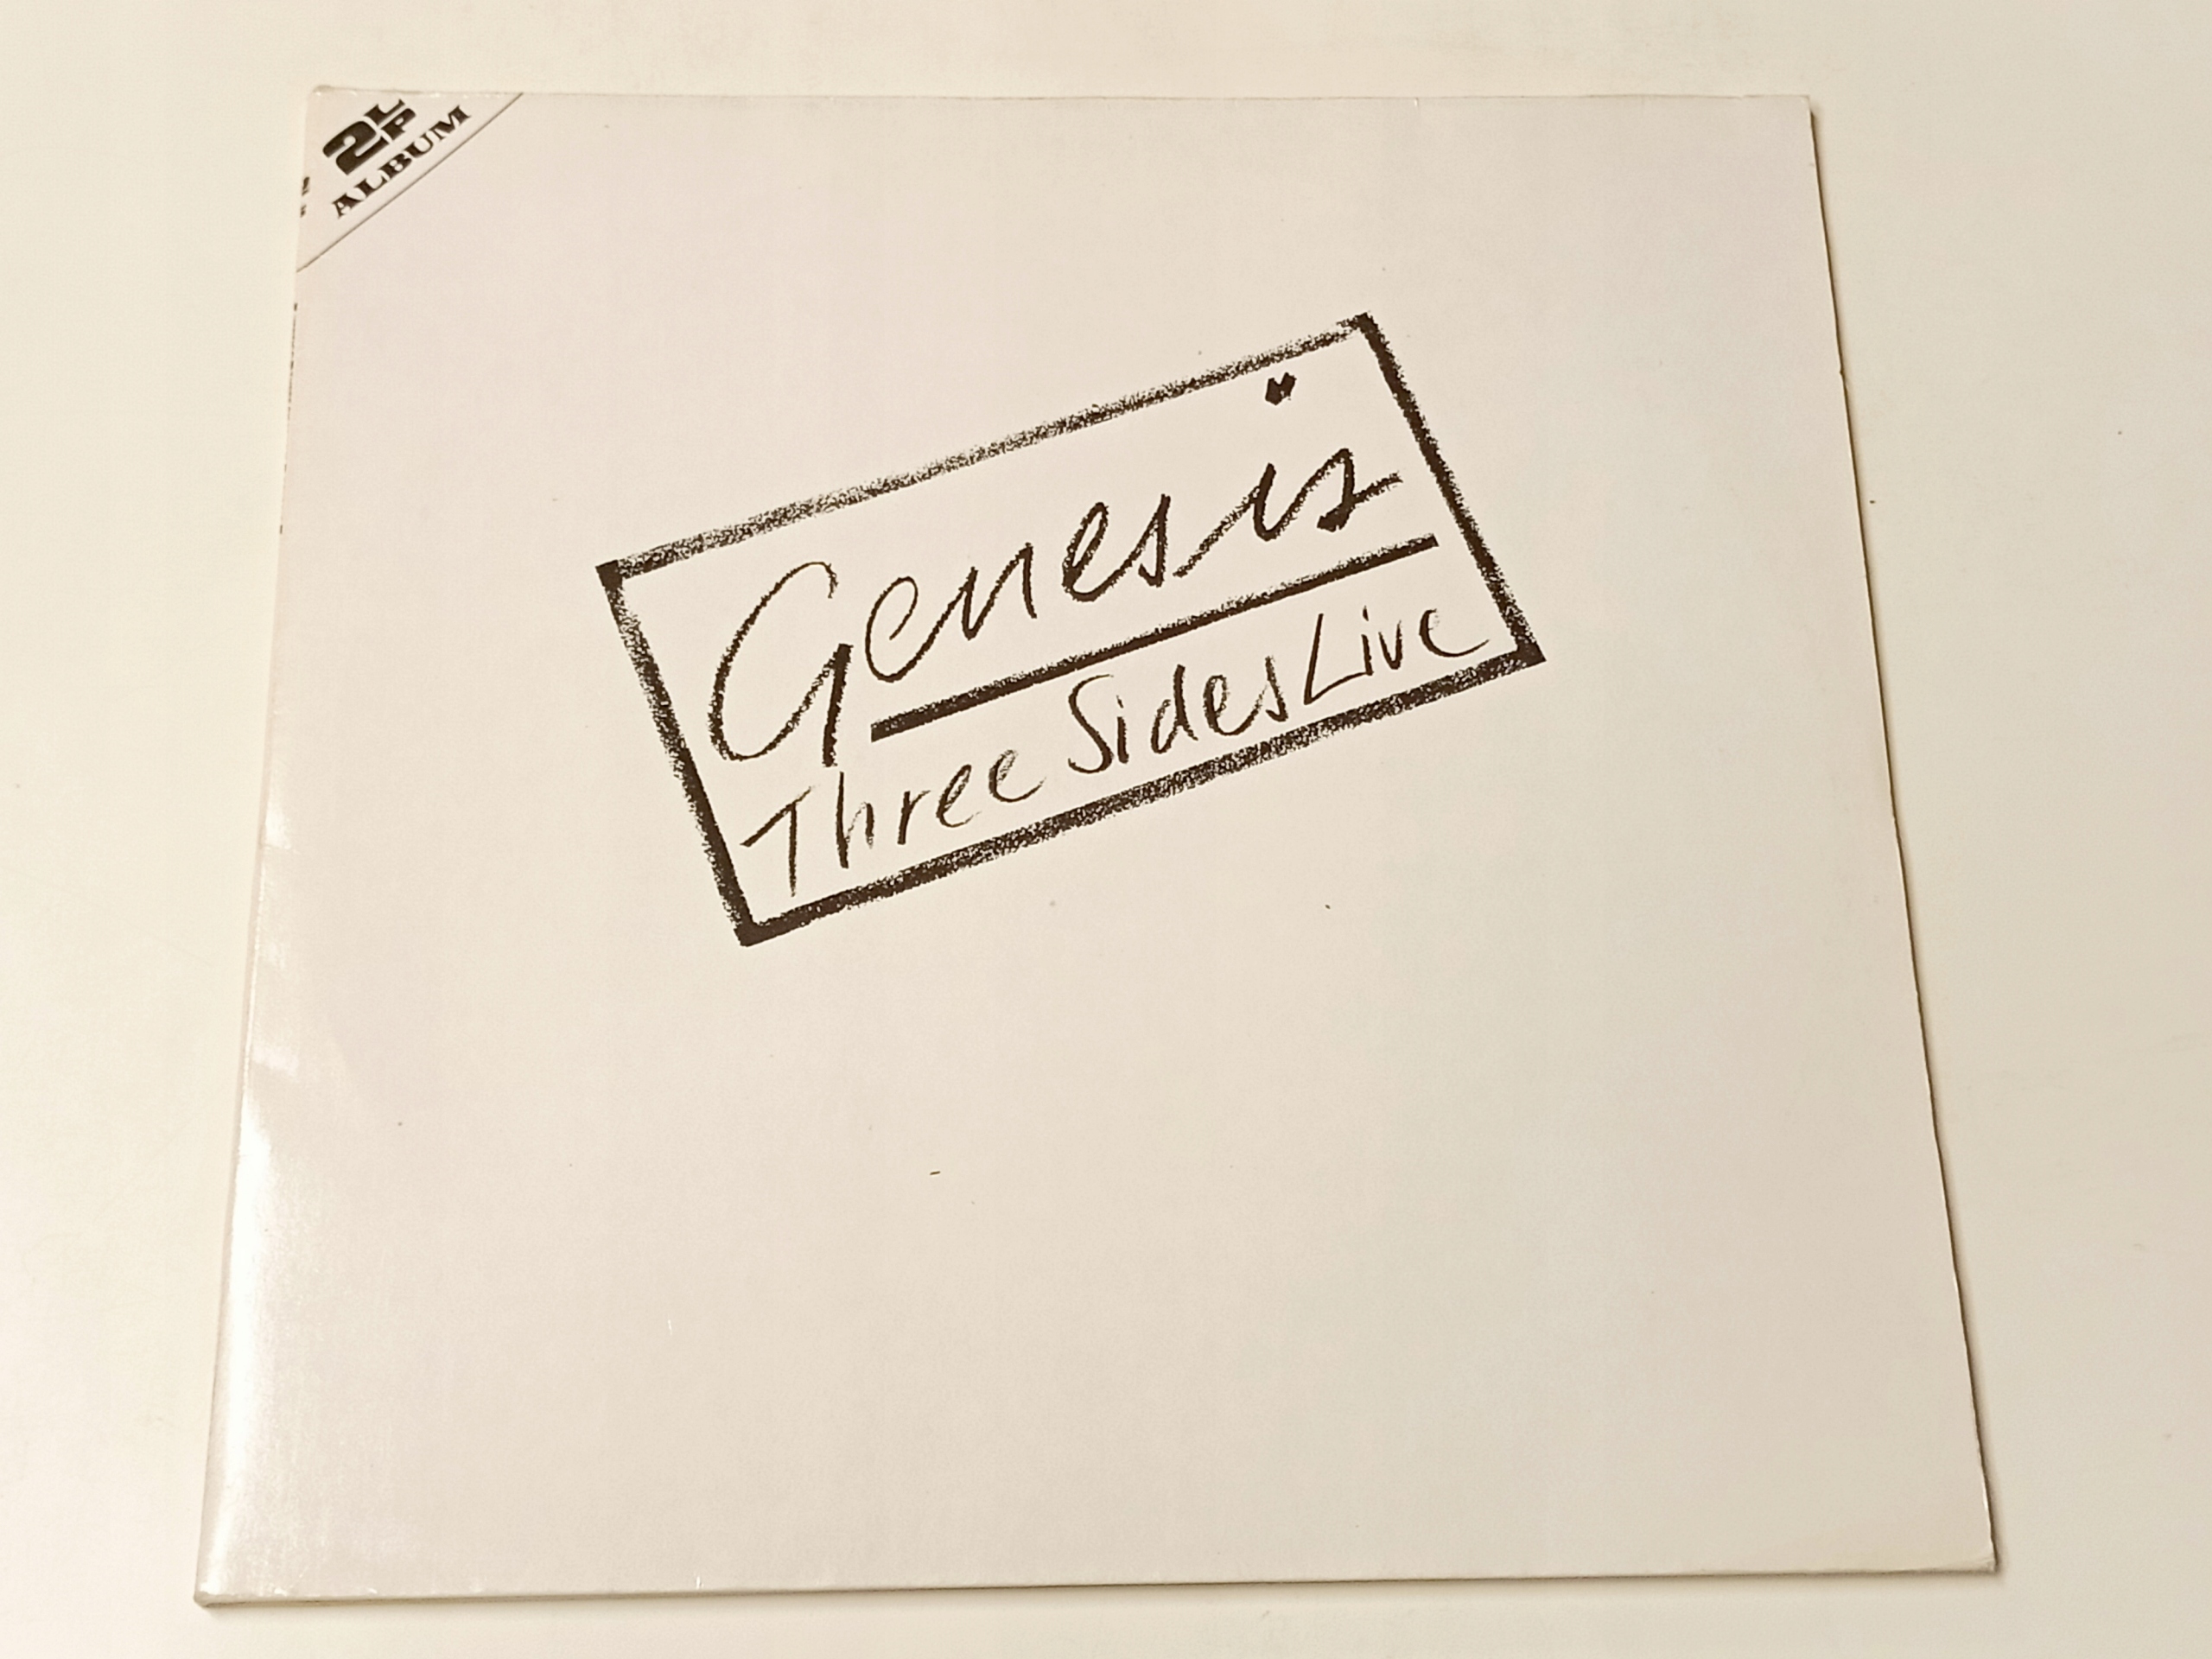 2LP
ALBUM
Genesis
Three Sides Live